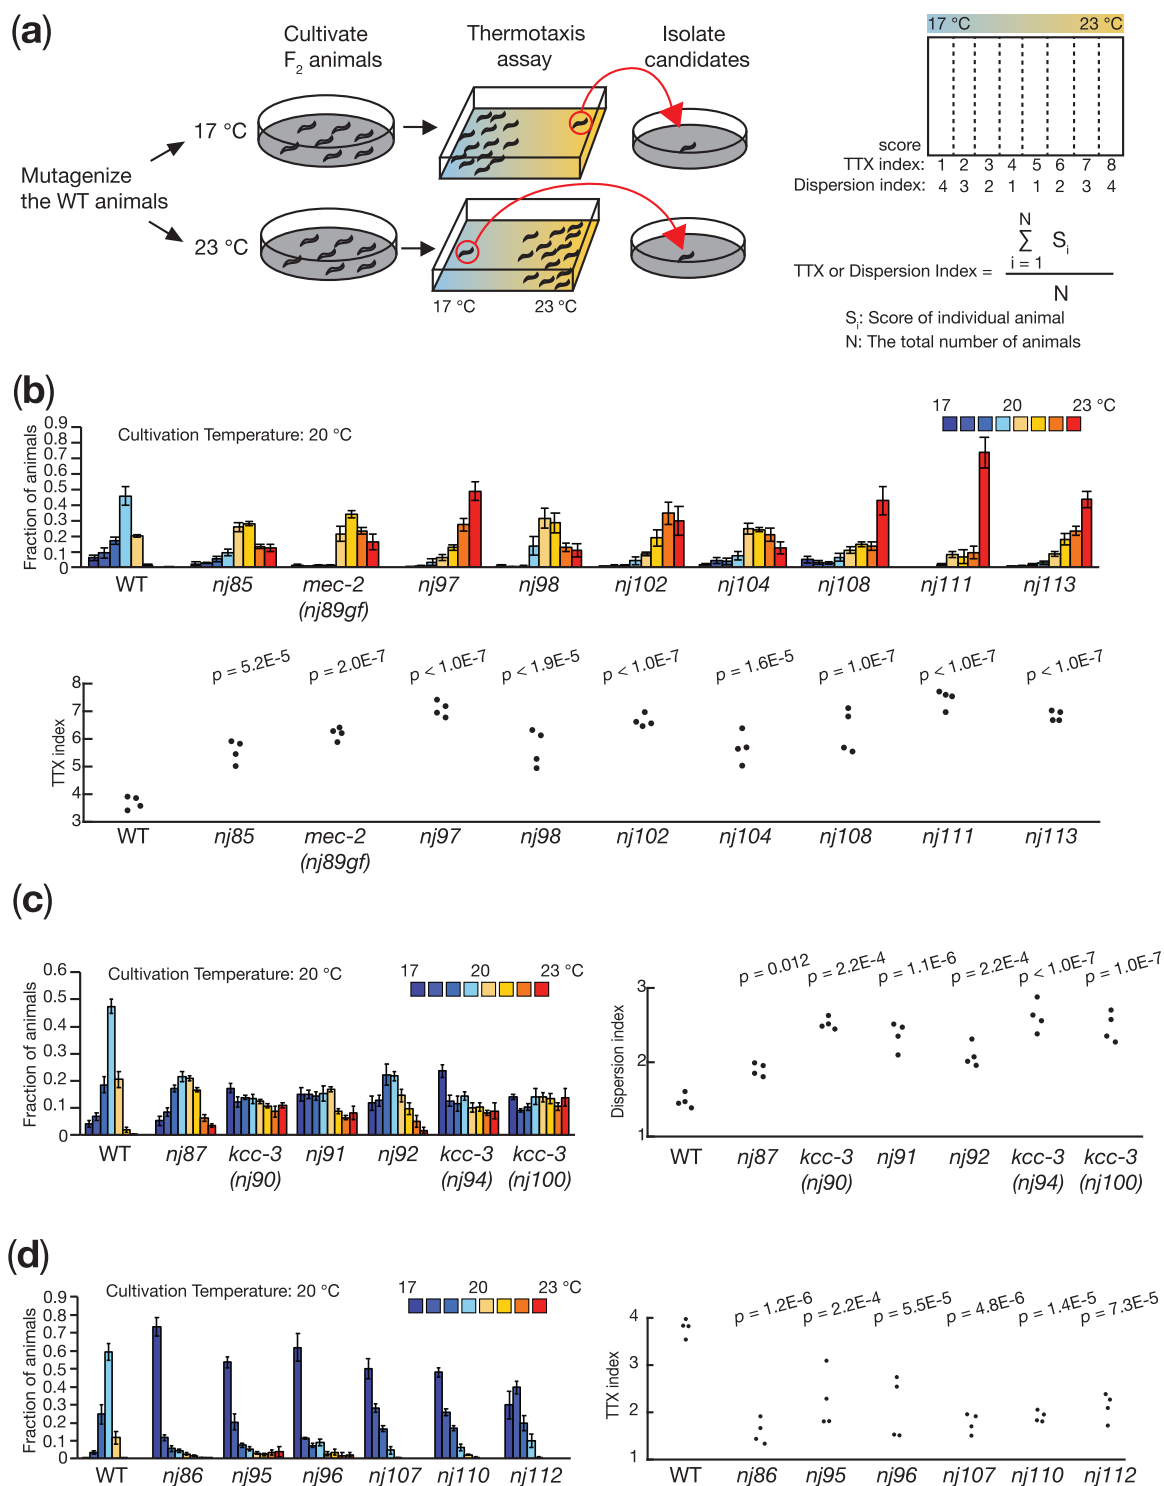 (a)
Cultivate
F2 animals
Thermotaxis
assay
Isolate
candidates
17 °C
23 °C
17 °C
Mutagenize
the WT animals
23 °C
17 °C
23 °C
score
TTX index: 1 2 3 4 5 6 7 8
Dispersion index: 4 3 2 1 1 2 3 4
TTX or Dispersion Index =
N
∑ Si
i = 1
N
Si: Score of individual animal
N: The total number of animals
(b)
Cultivation Temperature: 20 °C
17 20 23 °C
Fraction of animals
0.9
0.8
0.7
0.6
0.5
0.4
0.3
0.2
0.1
0
WT nj85 mec-2 nj97 nj98 nj102 nj104 nj108 nj111 nj113
(nj89gf)
p = 5.2E-5 p = 2.0E-7 p < 1.0E-7 p < 1.9E-5 p < 1.0E-7 p = 1.6E-5 p = 1.0E-7 p < 1.0E-7 p < 1.0E-7
TTX index
8
7
6
5
4
3
WT nj85 mec-2 nj97 nj98 nj102 nj104 nj108 nj111 nj113
(nj89gf)
(c)
Cultivation Temperature: 20 °C
17 20 23 °C
Fraction of animals
0.6
0.5
0.4
0.3
0.2
0.1
0
WT nj87 kcc-3 nj91 nj92 kcc-3 kcc-3
(nj90) (nj94) (nj100)
p = 0.012 p = 2.2E-4 p = 1.1E-6 p = 2.2E-4 p < 1.0E-7 p = 1.0E-7
Dispersion index
3
2
1
WT nj87 kcc-3 nj91 nj92 kcc-3 kcc-3
(nj90) (nj94) (nj100)
(d)
Cultivation Temperature: 20 °C
17 20 23 °C
Fraction of animals
0.9
0.8
0.7
0.6
0.5
0.4
0.3
0.2
0.1
0
WT nj86 nj95 nj96 nj107 nj110 nj112
p = 1.2E-6 p = 2.2E-4 p = 5.5E-5 p = 4.8E-6 p = 1.4E-5 p = 7.3E-5
TTX index
4
3
2
1
WT nj86 nj95 nj96 nj107 nj110 nj112